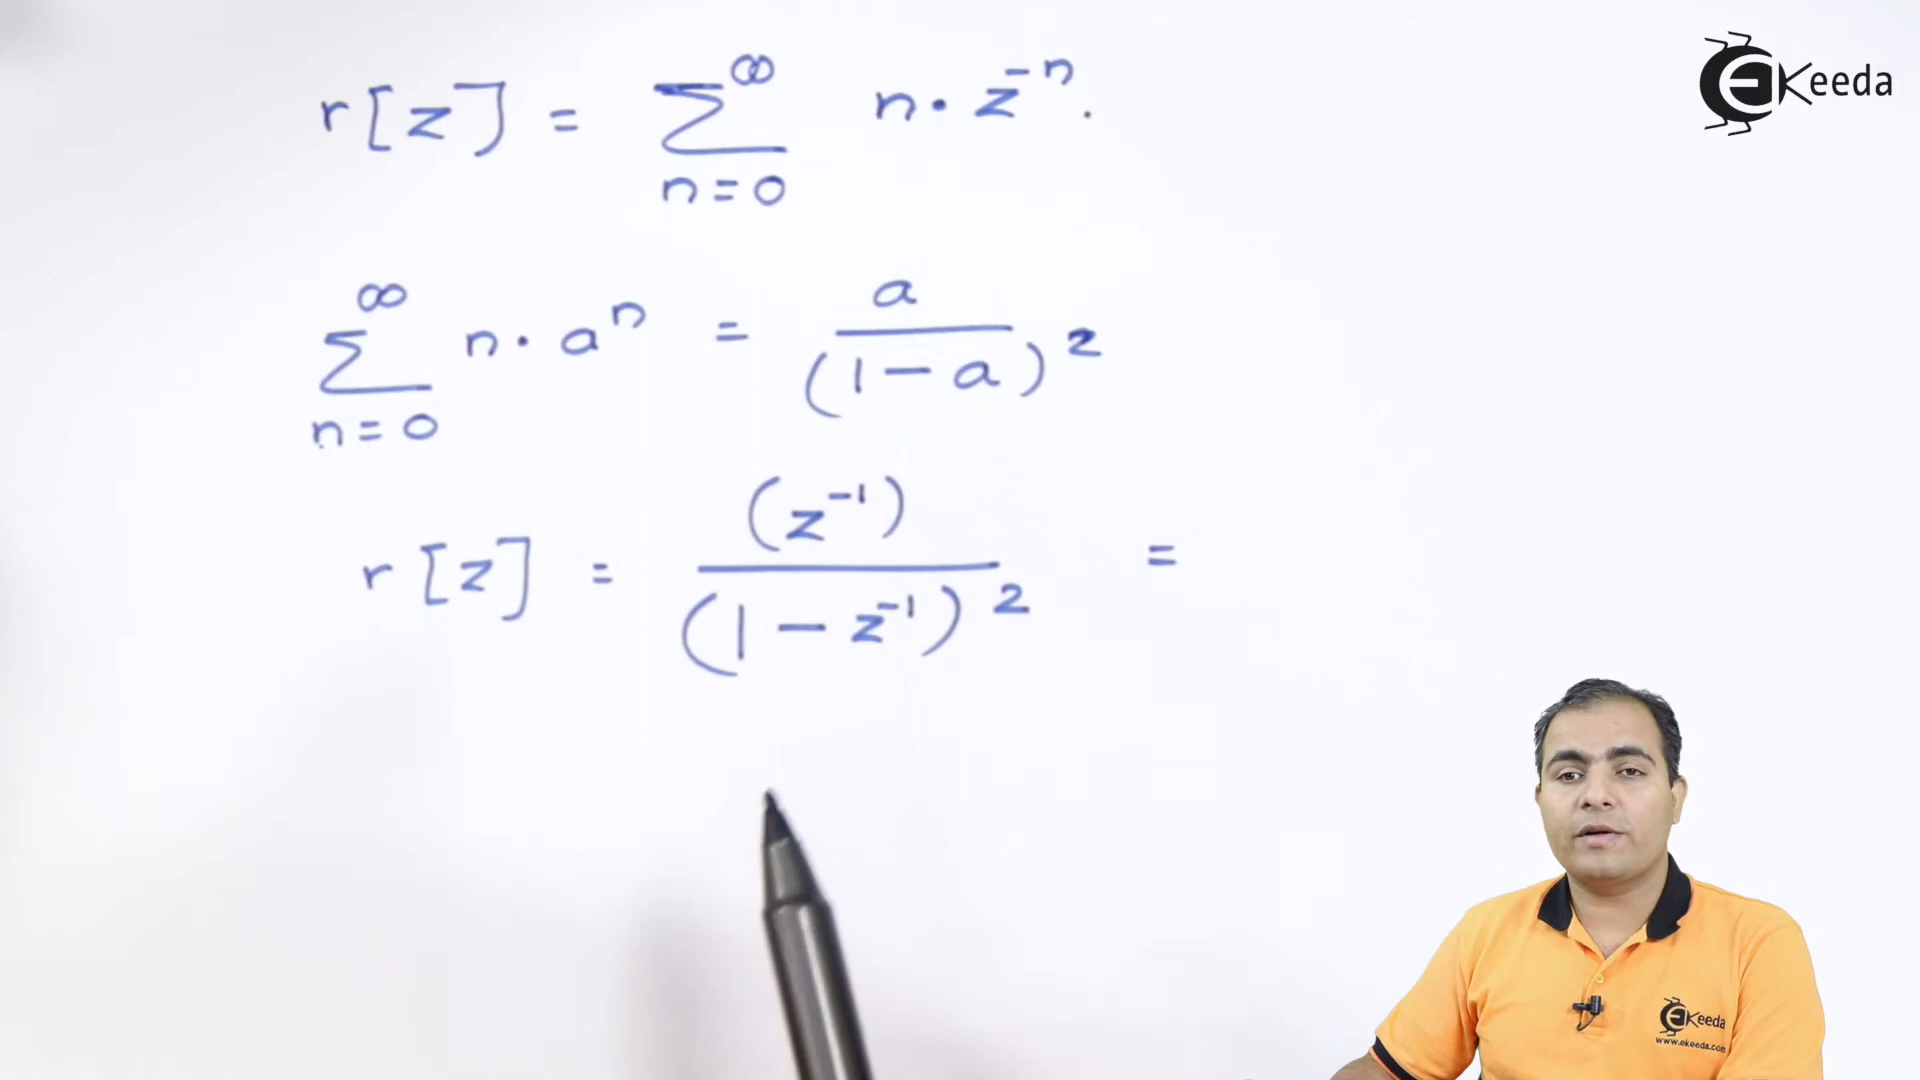 r[z] = ∞ Σ n=0 n · z^-n .
EKeeda
∞ Σ n=0 n · a^n = a / (1 - a)^2
r[z] = (z^-1) / (1 - z^-1)^2 =
EKeeda
www.ekeeda.com